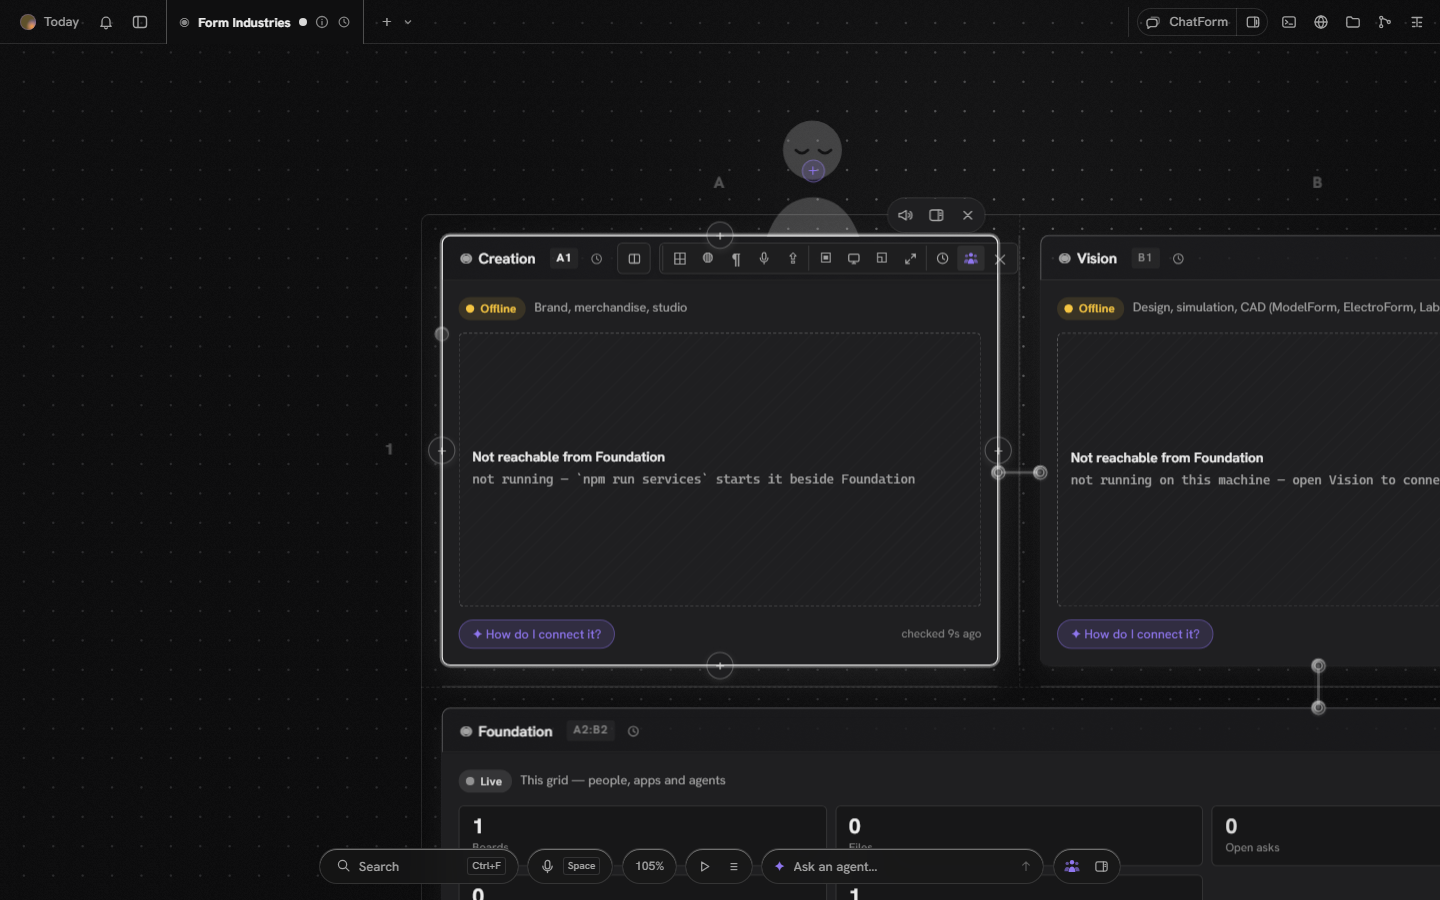 Today
Form Industries
ChatForm
A
B
1
Creation A1
Offline Brand, merchandise, studio
Not reachable from Foundation
not running — `npm run services` starts it beside Foundation
✦ How do I connect it?
checked 9s ago
Vision B1
Offline Design, simulation, CAD (ModelForm, ElectroForm, Lab
Not reachable from Foundation
not running on this machine — open Vision to conne
✦ How do I connect it?
Foundation A2:B2
Live This grid — people, apps and agents
1
Boards
0
Files
0
Open asks
0
1
Search Ctrl+F
Space
105%
Ask an agent...